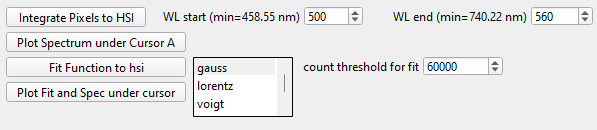 Integrate Pixels to HSI WL start (min=458.55 nm) 500 WL end (min=740.22 nm) 560
Plot Spectrum under Cursor A
Fit Function to hsi gauss count threshold for fit 60000
lorentz
Plot Fit and Spec under cursor voigt